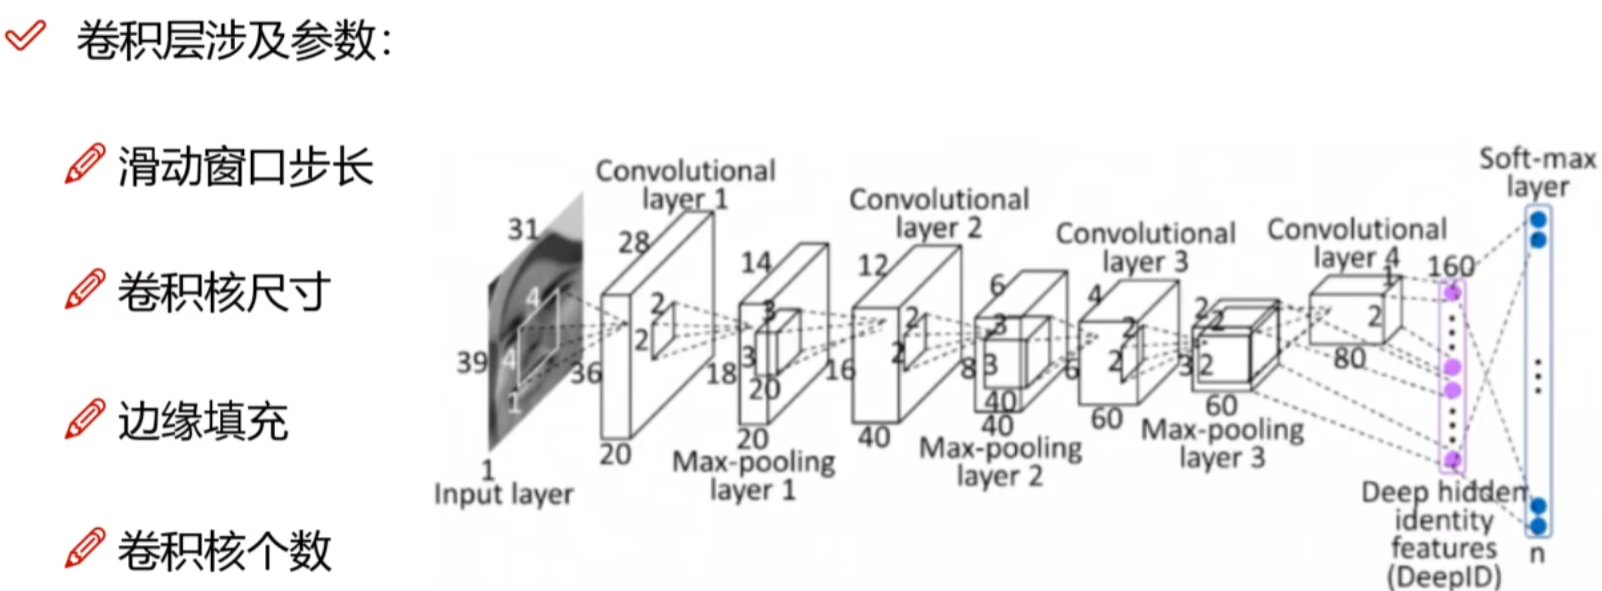 卷积层涉及参数：
滑动窗口步长
卷积核尺寸
边缘填充
卷积核个数
31
39
4
4
1
1
Input layer
Convolutional
layer 1
28
36
2
2
20
14
18
3
3
20
20
Max-pooling
layer 1
Convolutional
layer 2
12
16
2
2
40
6
8
3
3
40
40
Max-pooling
layer 2
Convolutional
layer 3
4
6
2
2
60
2
3
2
2
60
Max-pooling
layer 3
Convolutional
layer 4
1
2
80
160
Deep hidden
identity
features
(DeepID)
Soft-max
layer
n